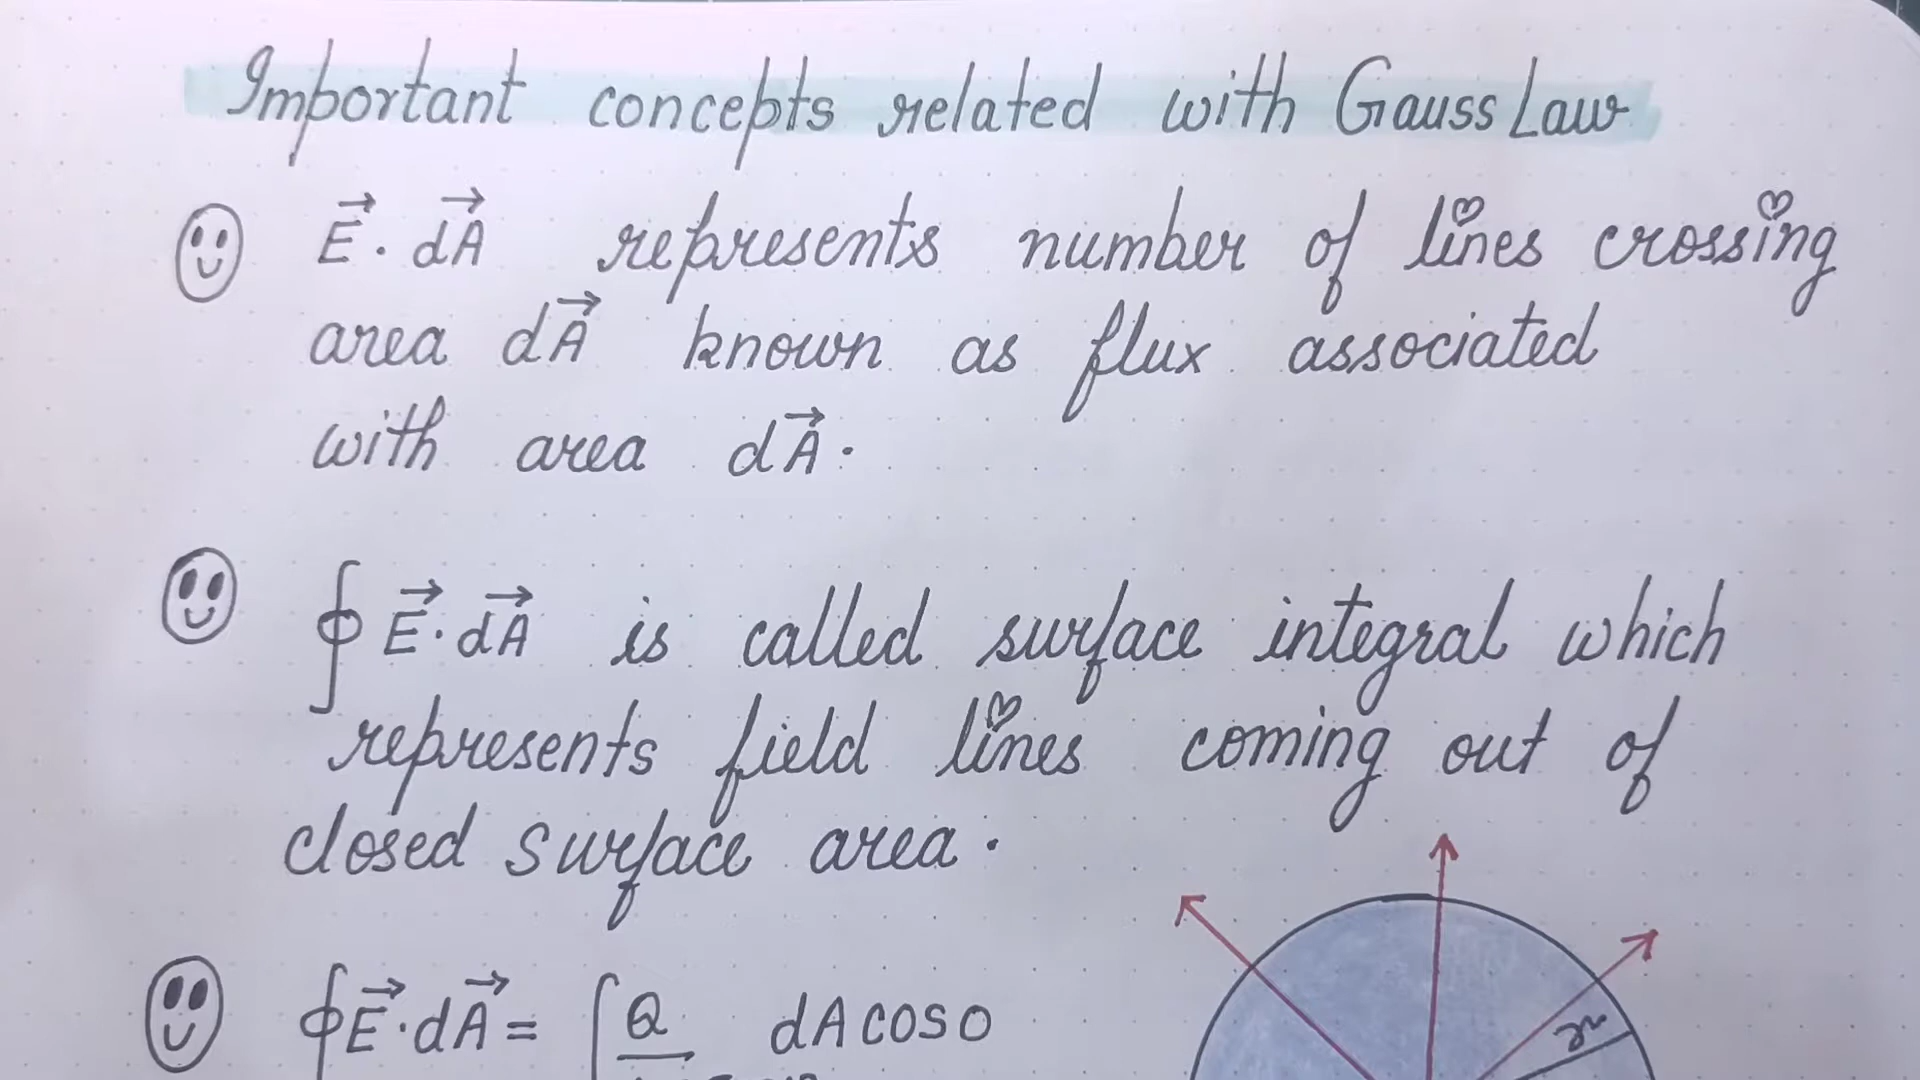 Important concepts related with Gauss Law
E⃗ . dA⃗ represents number of lines crossing
area dA⃗ known as flux associated
with area dA⃗.
∮ E⃗ . dA⃗ is called surface integral which
represents field lines coming out of
closed surface area.
∮E⃗.dA⃗ = ∫ Q dA cos0
r